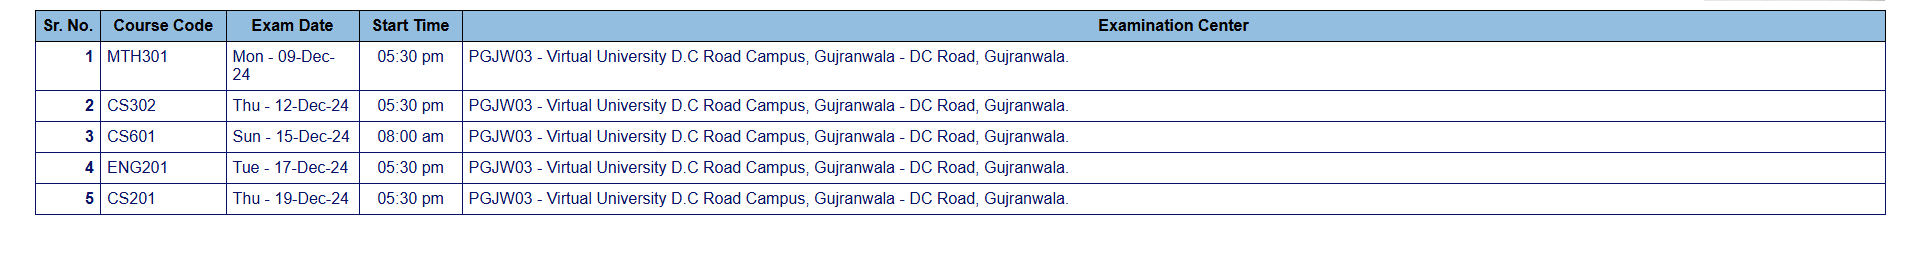 Sr. No. Course Code Exam Date Start Time Examination Center
1 MTH301 Mon - 09-Dec-24 05:30 pm PGJW03 - Virtual University D.C Road Campus, Gujranwala - DC Road, Gujranwala.
2 CS302 Thu - 12-Dec-24 05:30 pm PGJW03 - Virtual University D.C Road Campus, Gujranwala - DC Road, Gujranwala.
3 CS601 Sun - 15-Dec-24 08:00 am PGJW03 - Virtual University D.C Road Campus, Gujranwala - DC Road, Gujranwala.
4 ENG201 Tue - 17-Dec-24 05:30 pm PGJW03 - Virtual University D.C Road Campus, Gujranwala - DC Road, Gujranwala.
5 CS201 Thu - 19-Dec-24 05:30 pm PGJW03 - Virtual University D.C Road Campus, Gujranwala - DC Road, Gujranwala.